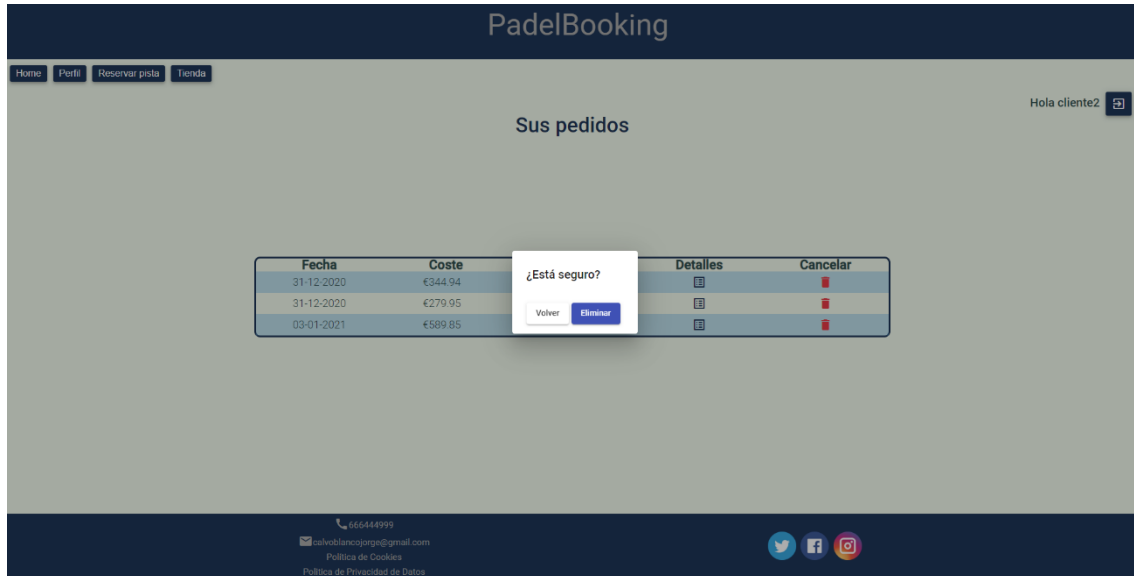 PadelBooking
Home Perfil Reservar pista Tienda
Hola cliente2
Sus pedidos
Fecha Coste Detalles Cancelar
31-12-2020 €344.94
31-12-2020 €279.95
03-01-2021 €589.85
¿Está seguro?
Volver Eliminar
666444999
calvoblancojorge@gmail.com
Política de Cookies
Política de Privacidad de Datos